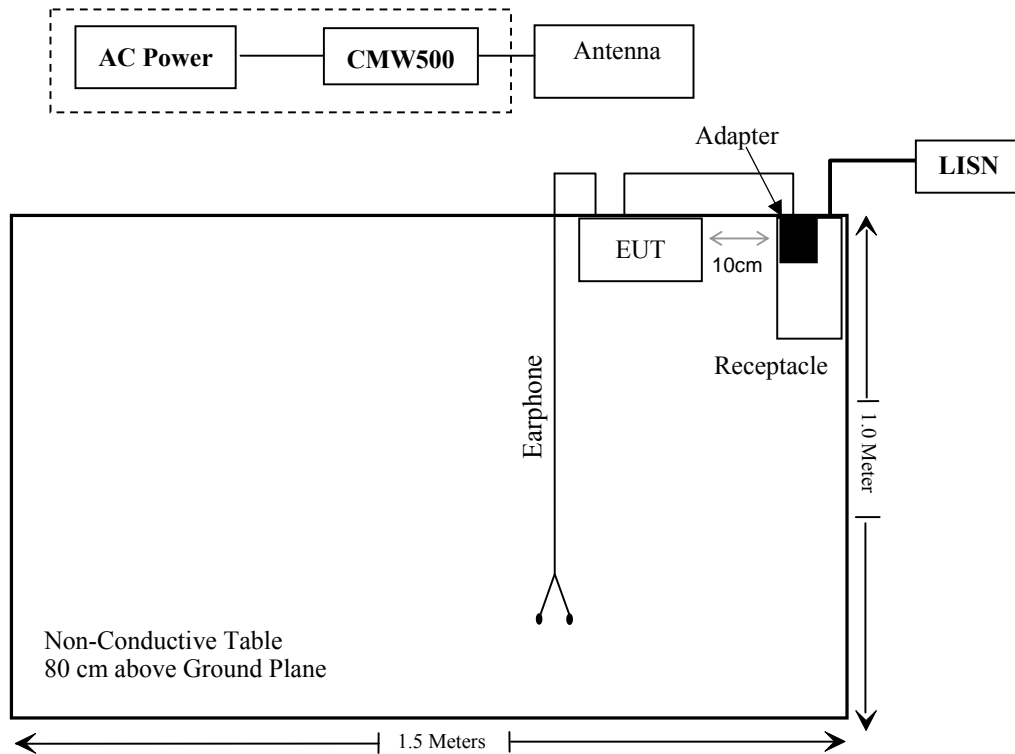 AC Power
CMW500
Antenna
Adapter
LISN
EUT
10cm
Receptacle
Earphone
1.0 Meter
Non-Conductive Table
80 cm above Ground Plane
1.5 Meters